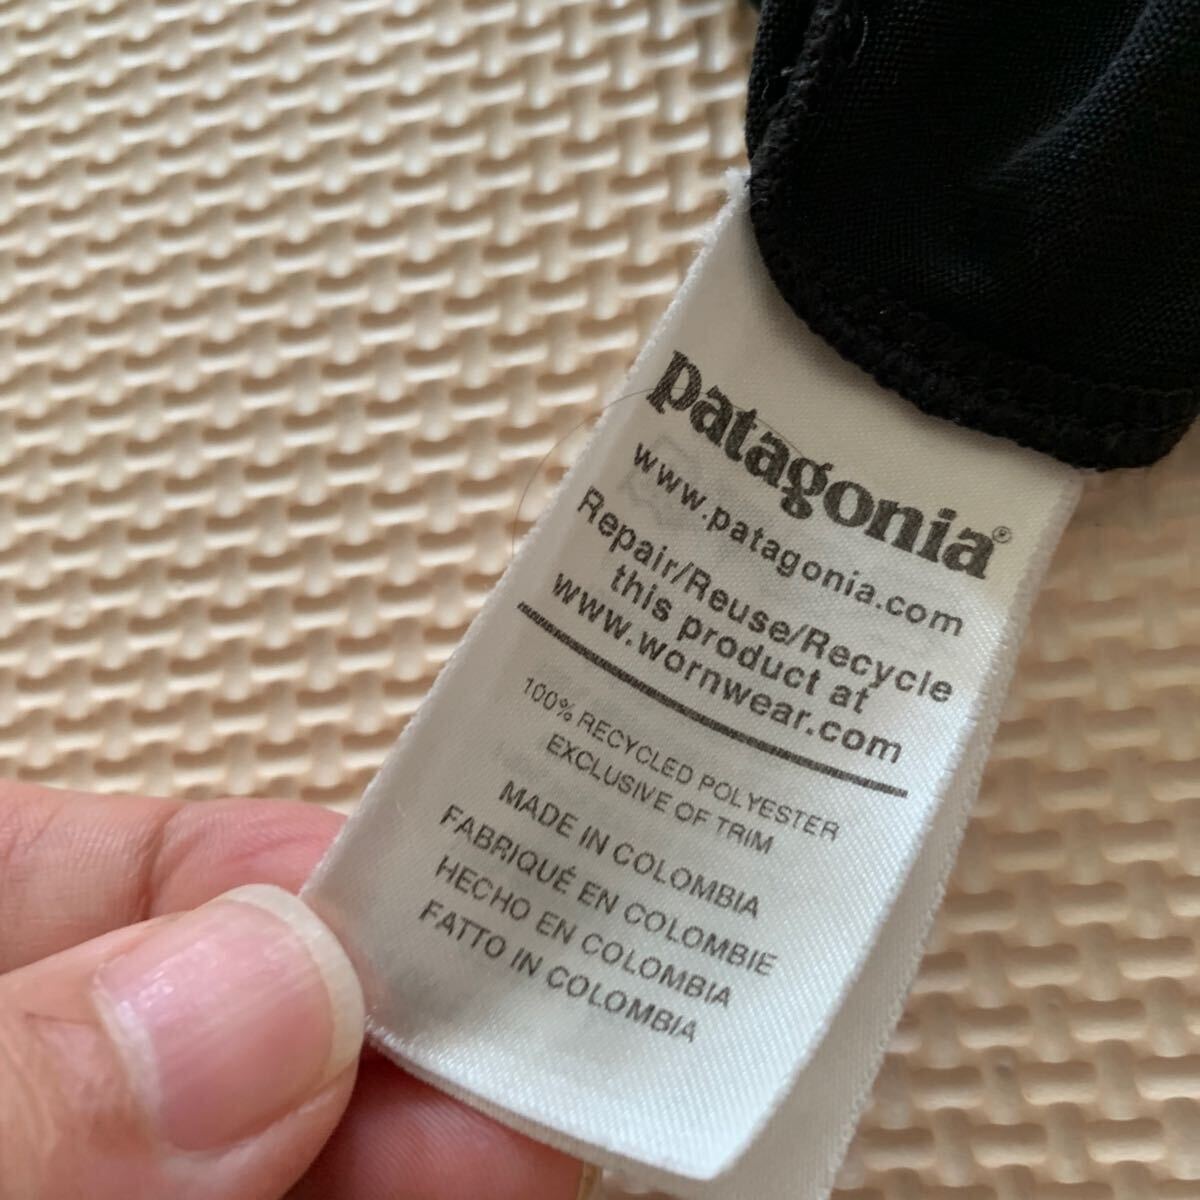 patagonia®
www.patagonia.com
Repair/Reuse/Recycle
this product at
www.wornwear.com
100% RECYCLED POLYESTER
EXCLUSIVE OF TRIM
MADE IN COLOMBIA
FABRIQUÉ EN COLOMBIE
HECHO EN COLOMBIA
FATTO IN COLOMBIA